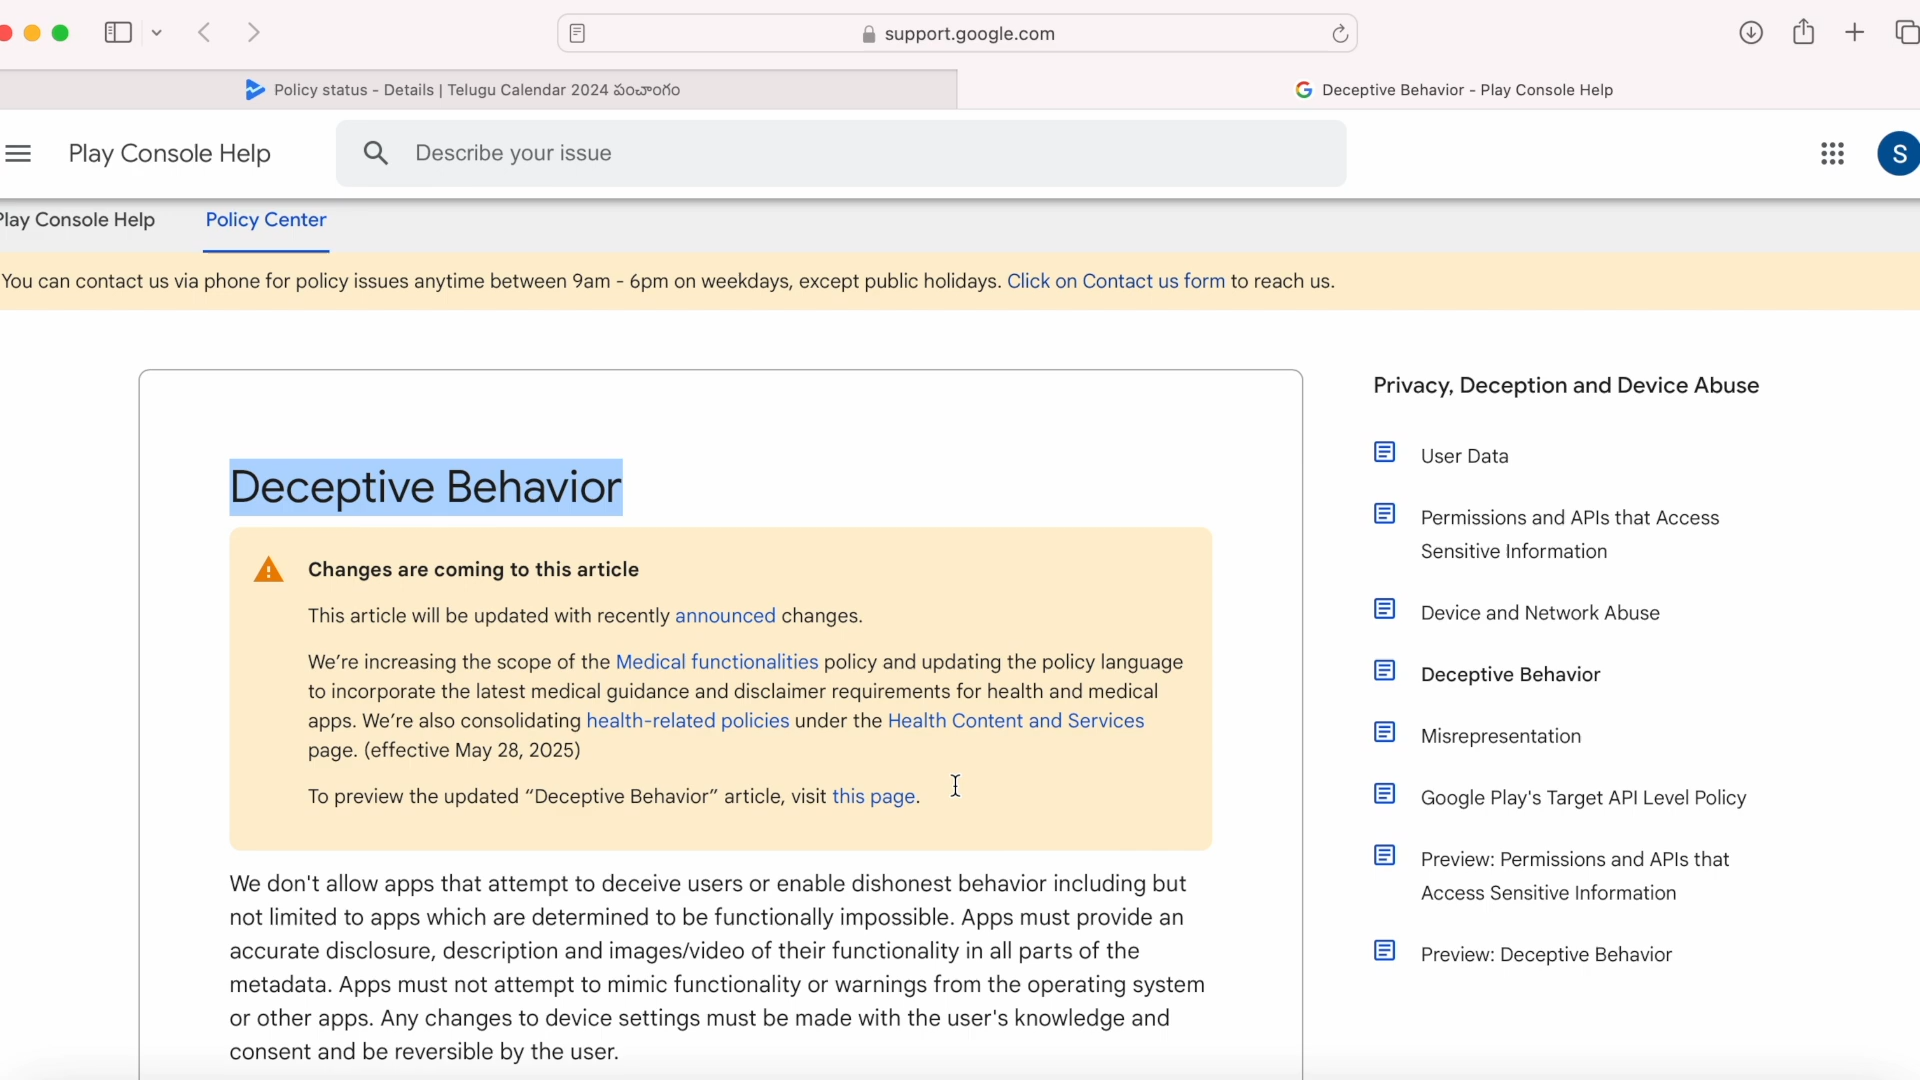 support.google.com
Policy status - Details | Telugu Calendar 2024 పంచాంగం
Deceptive Behavior - Play Console Help
Play Console Help
Describe your issue
S
Play Console Help
Policy Center
You can contact us via phone for policy issues anytime between 9am - 6pm on weekdays, except public holidays. Click on Contact us form to reach us.
Deceptive Behavior
Changes are coming to this article
This article will be updated with recently announced changes.
We're increasing the scope of the Medical functionalities policy and updating the policy language
to incorporate the latest medical guidance and disclaimer requirements for health and medical
apps. We're also consolidating health-related policies under the Health Content and Services
page. (effective May 28, 2025)
To preview the updated “Deceptive Behavior” article, visit this page.
We don't allow apps that attempt to deceive users or enable dishonest behavior including but
not limited to apps which are determined to be functionally impossible. Apps must provide an
accurate disclosure, description and images/video of their functionality in all parts of the
metadata. Apps must not attempt to mimic functionality or warnings from the operating system
or other apps. Any changes to device settings must be made with the user's knowledge and
consent and be reversible by the user.
Privacy, Deception and Device Abuse
User Data
Permissions and APIs that Access
Sensitive Information
Device and Network Abuse
Deceptive Behavior
Misrepresentation
Google Play's Target API Level Policy
Preview: Permissions and APIs that
Access Sensitive Information
Preview: Deceptive Behavior